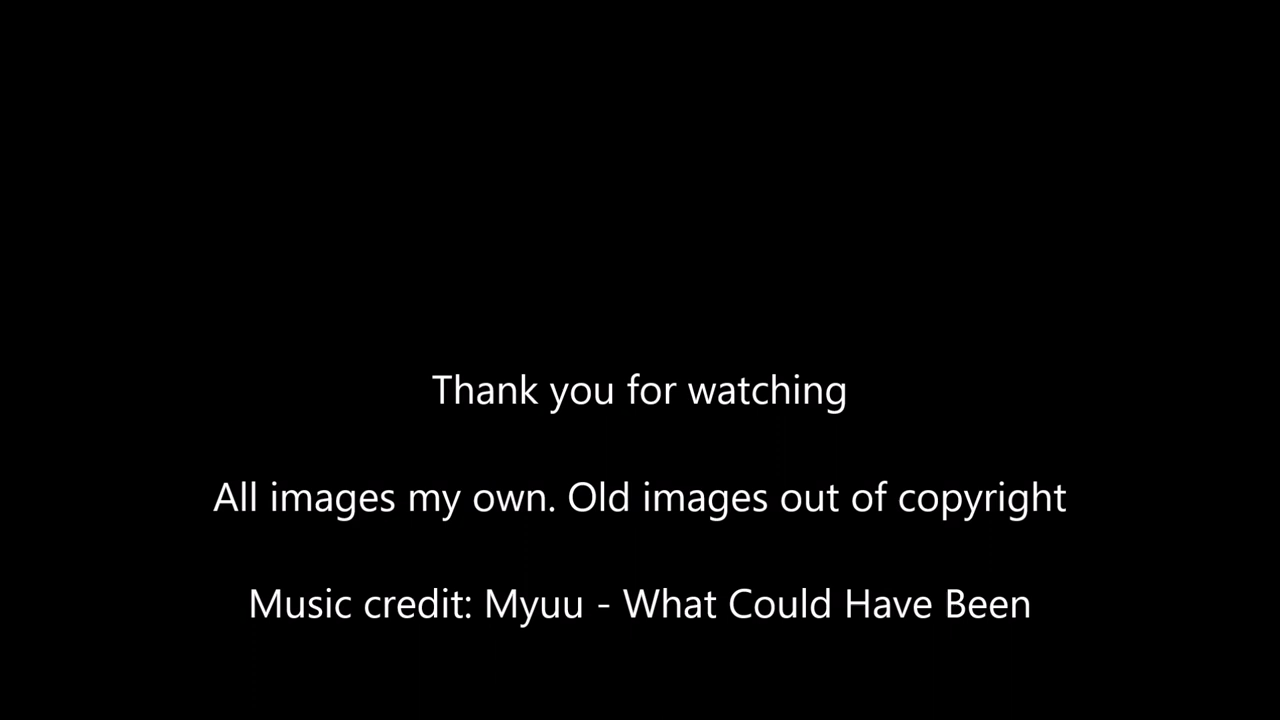 Thank you for watching
All images my own. Old images out of copyright
Music credit: Myuu - What Could Have Been